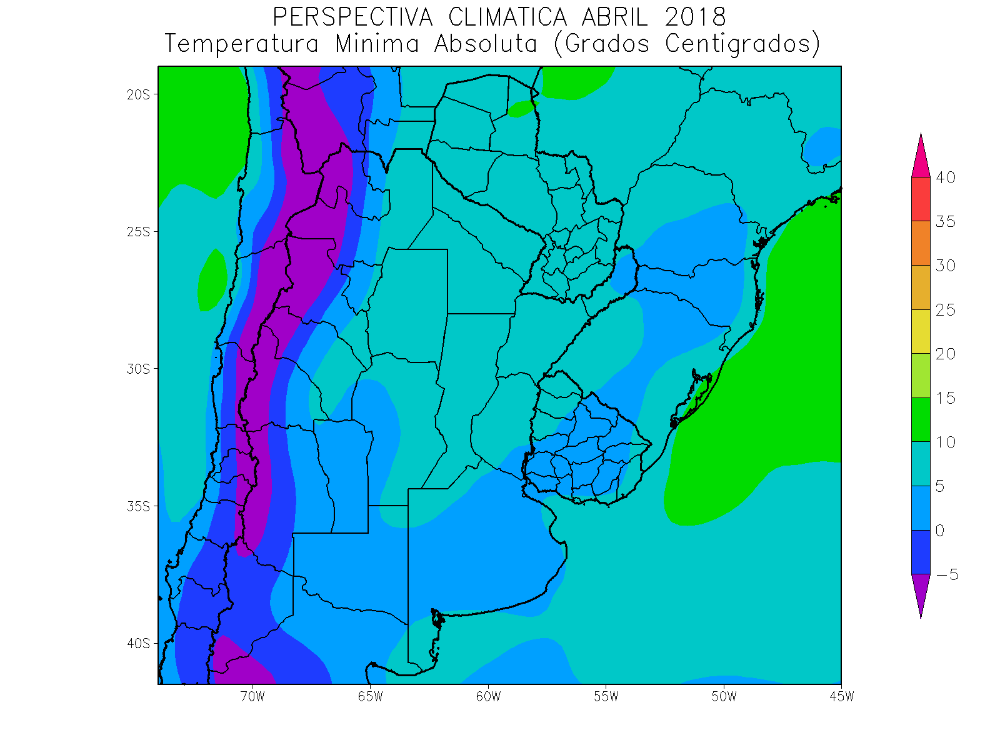 PERSPECTIVA CLIMATICA ABRIL 2018
Temperatura Minima Absoluta (Grados Centigrados)
20S
25S
30S
35S
40S
70W
65W
60W
55W
50W
45W
40
35
30
25
20
15
10
5
0
−5